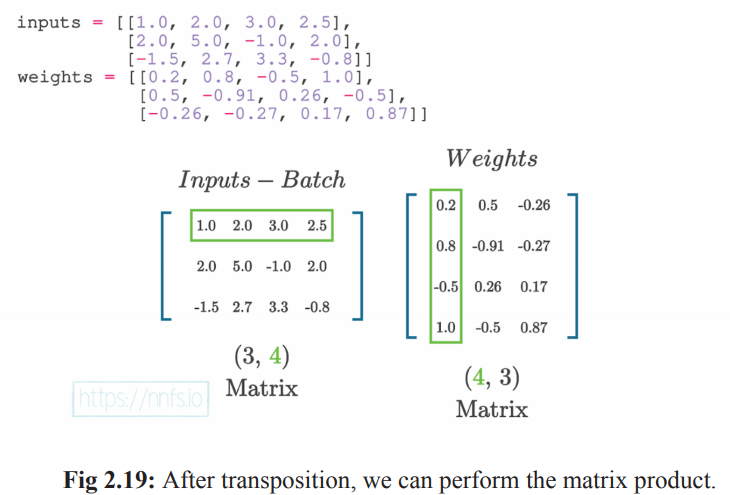 inputs = [[1.0, 2.0, 3.0, 2.5],
[2.0, 5.0, -1.0, 2.0],
[-1.5, 2.7, 3.3, -0.8]]
weights = [[0.2, 0.8, -0.5, 1.0],
[0.5, -0.91, 0.26, -0.5],
[-0.26, -0.27, 0.17, 0.87]]
Inputs – Batch
1.0 2.0 3.0 2.5
2.0 5.0 -1.0 2.0
-1.5 2.7 3.3 -0.8
(3, 4)
Matrix
Weights
0.2 0.5 -0.26
0.8 -0.91 -0.27
-0.5 0.26 0.17
1.0 -0.5 0.87
(4, 3)
Matrix
https://nnfs.io
Fig 2.19: After transposition, we can perform the matrix product.